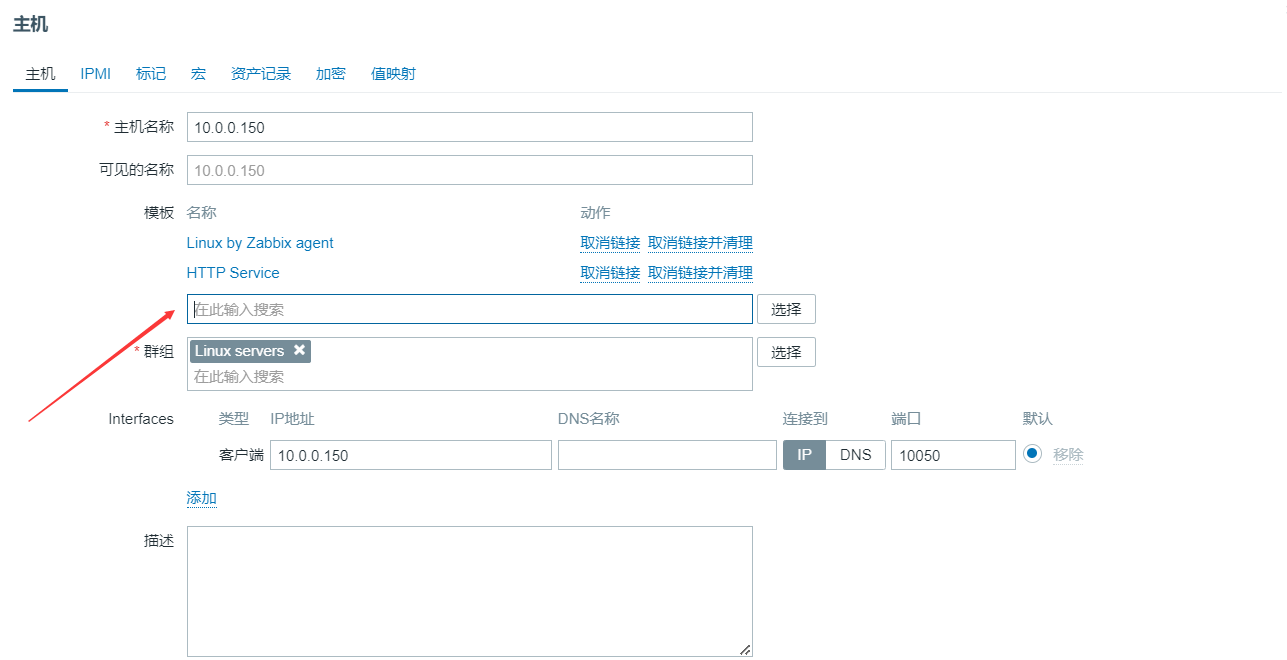 主机
主机 IPMI 标记 宏 资产记录 加密 值映射
* 主机名称 10.0.0.150
可见的名称 10.0.0.150
模板 名称 动作
Linux by Zabbix agent 取消链接 取消链接并清理
HTTP Service 取消链接 取消链接并清理
在此输入搜索 选择
* 群组 Linux servers 选择
在此输入搜索
Interfaces 类型 IP地址 DNS名称 连接到 端口 默认
客户端 10.0.0.150 IP DNS 10050 移除
添加
描述